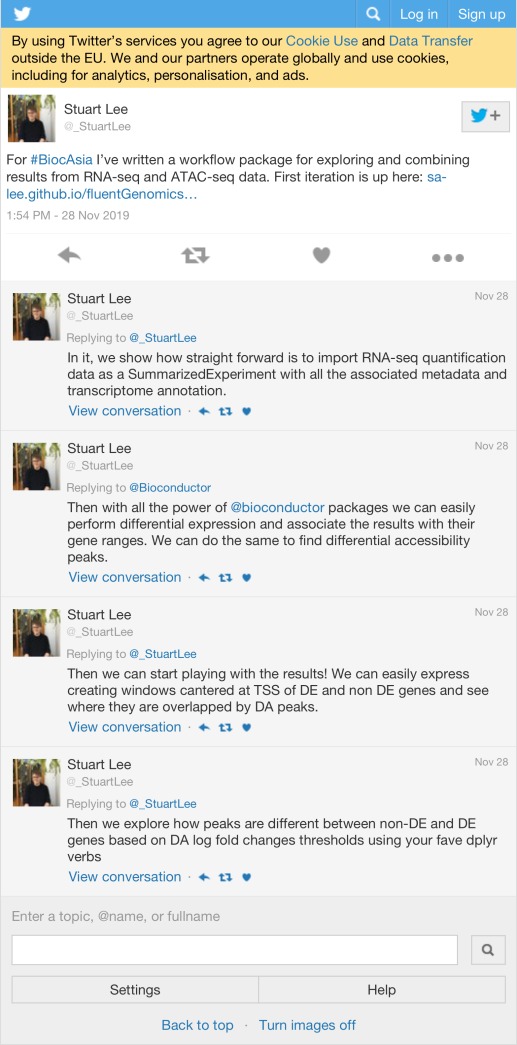 Log in
Sign up
By using Twitter's services you agree to our Cookie Use and Data Transfer
outside the EU. We and our partners operate globally and use cookies,
including for analytics, personalisation, and ads.
Stuart Lee
@_StuartLee
+
For #BiocAsia I've written a workflow package for exploring and combining
results from RNA-seq and ATAC-seq data. First iteration is up here: sa-
lee.github.io/fluentGenomics…
1:54 PM - 28 Nov 2019
Stuart Lee
Nov 28
@_StuartLee
Replying to @_StuartLee
In it, we show how straight forward is to import RNA-seq quantification
data as a SummarizedExperiment with all the associated metadata and
transcriptome annotation.
View conversation ·
Stuart Lee
Nov 28
@_StuartLee
Replying to @Bioconductor
Then with all the power of @bioconductor packages we can easily
perform differential expression and associate the results with their
gene ranges. We can do the same to find differential accessibility
peaks.
View conversation ·
Stuart Lee
Nov 28
@_StuartLee
Replying to @_StuartLee
Then we can start playing with the results! We can easily express
creating windows cantered at TSS of DE and non DE genes and see
where they are overlapped by DA peaks.
View conversation ·
Stuart Lee
Nov 28
@_StuartLee
Replying to @_StuartLee
Then we explore how peaks are different between non-DE and DE
genes based on DA log fold changes thresholds using your fave dplyr
verbs
View conversation ·
Enter a topic, @name, or fullname
Settings
Help
Back to top · Turn images off